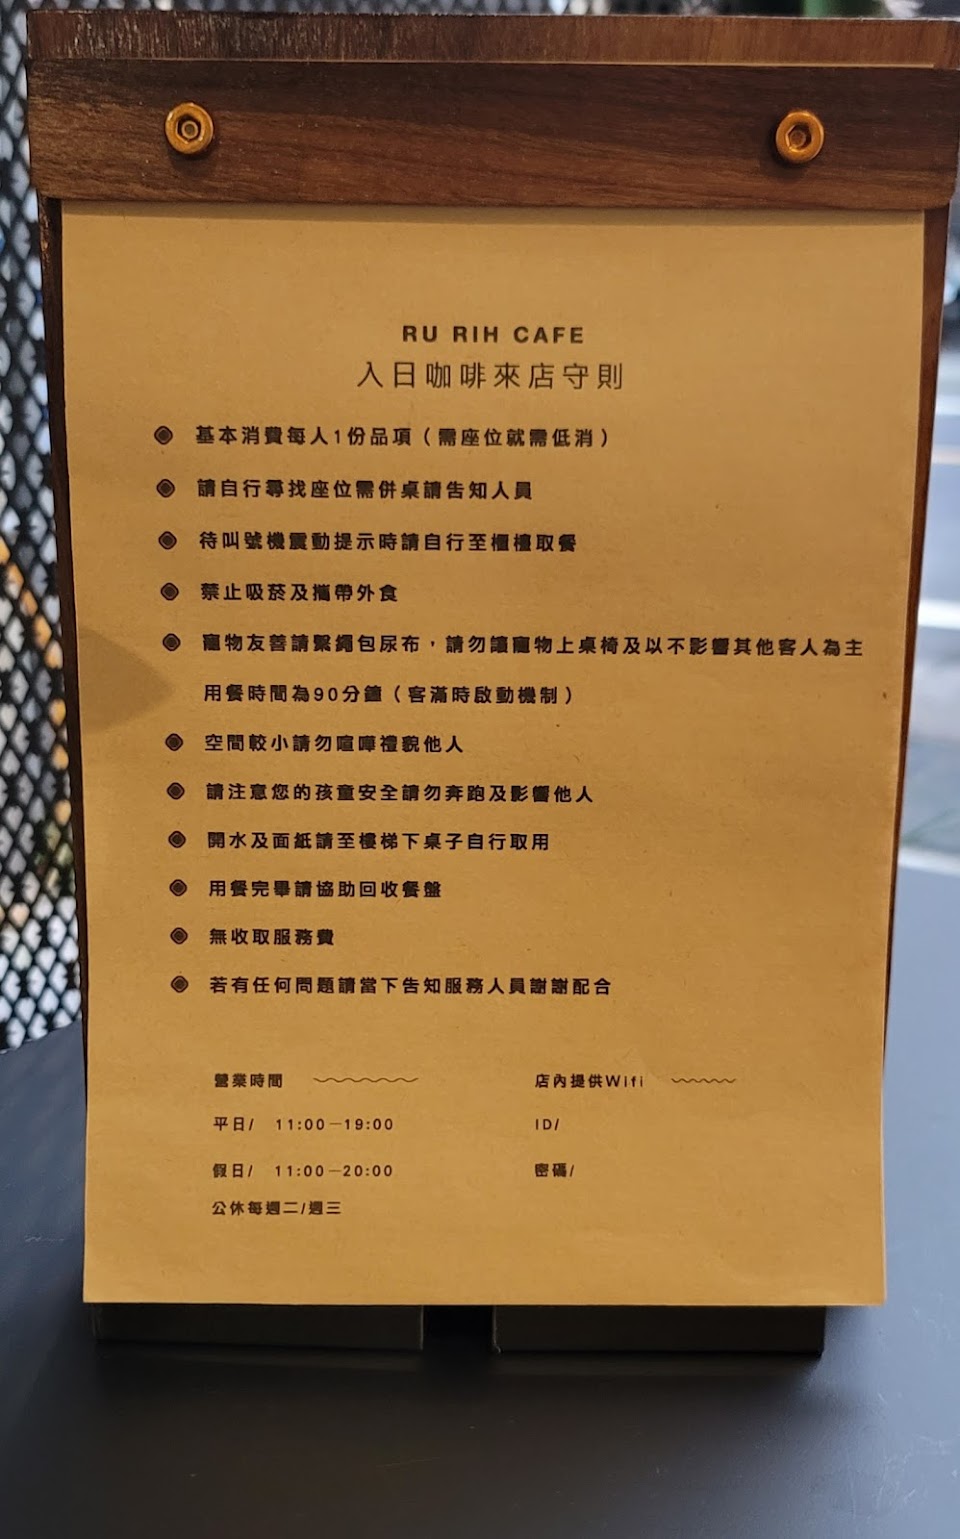 RU RIH CAFE
入日咖啡來店守則
基本消費每人1份品項（需座位就需低消）
請自行尋找座位需併桌請告知人員
待叫號機震動提示時請自行至櫃檯取餐
禁止吸菸及攜帶外食
寵物友善請繫繩包尿布，請勿讓寵物上桌椅及以不影響其他客人為主
用餐時間為90分鐘（客滿時啟動機制）
空間較小請勿喧嘩禮貌他人
請注意您的孩童安全請勿奔跑及影響他人
開水及面紙請至樓梯下桌子自行取用
用餐完畢請協助回收餐盤
無收取服務費
若有任何問題請當下告知服務人員謝謝配合
營業時間
平日/ 11:00－19:00
假日/ 11:00－20:00
公休每週二/週三
店內提供Wifi
ID/
密碼/